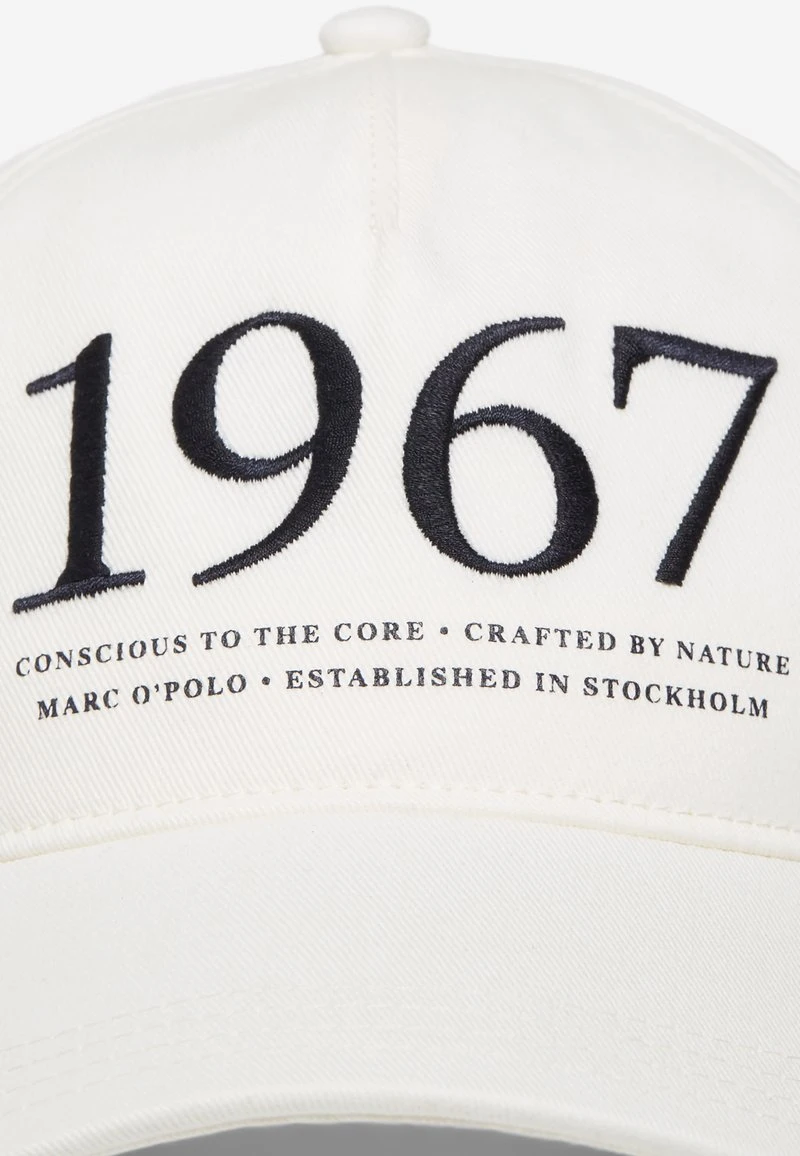 1967
CONSCIOUS TO THE CORE • CRAFTED BY NATURE
MARC O'POLO • ESTABLISHED IN STOCKHOLM